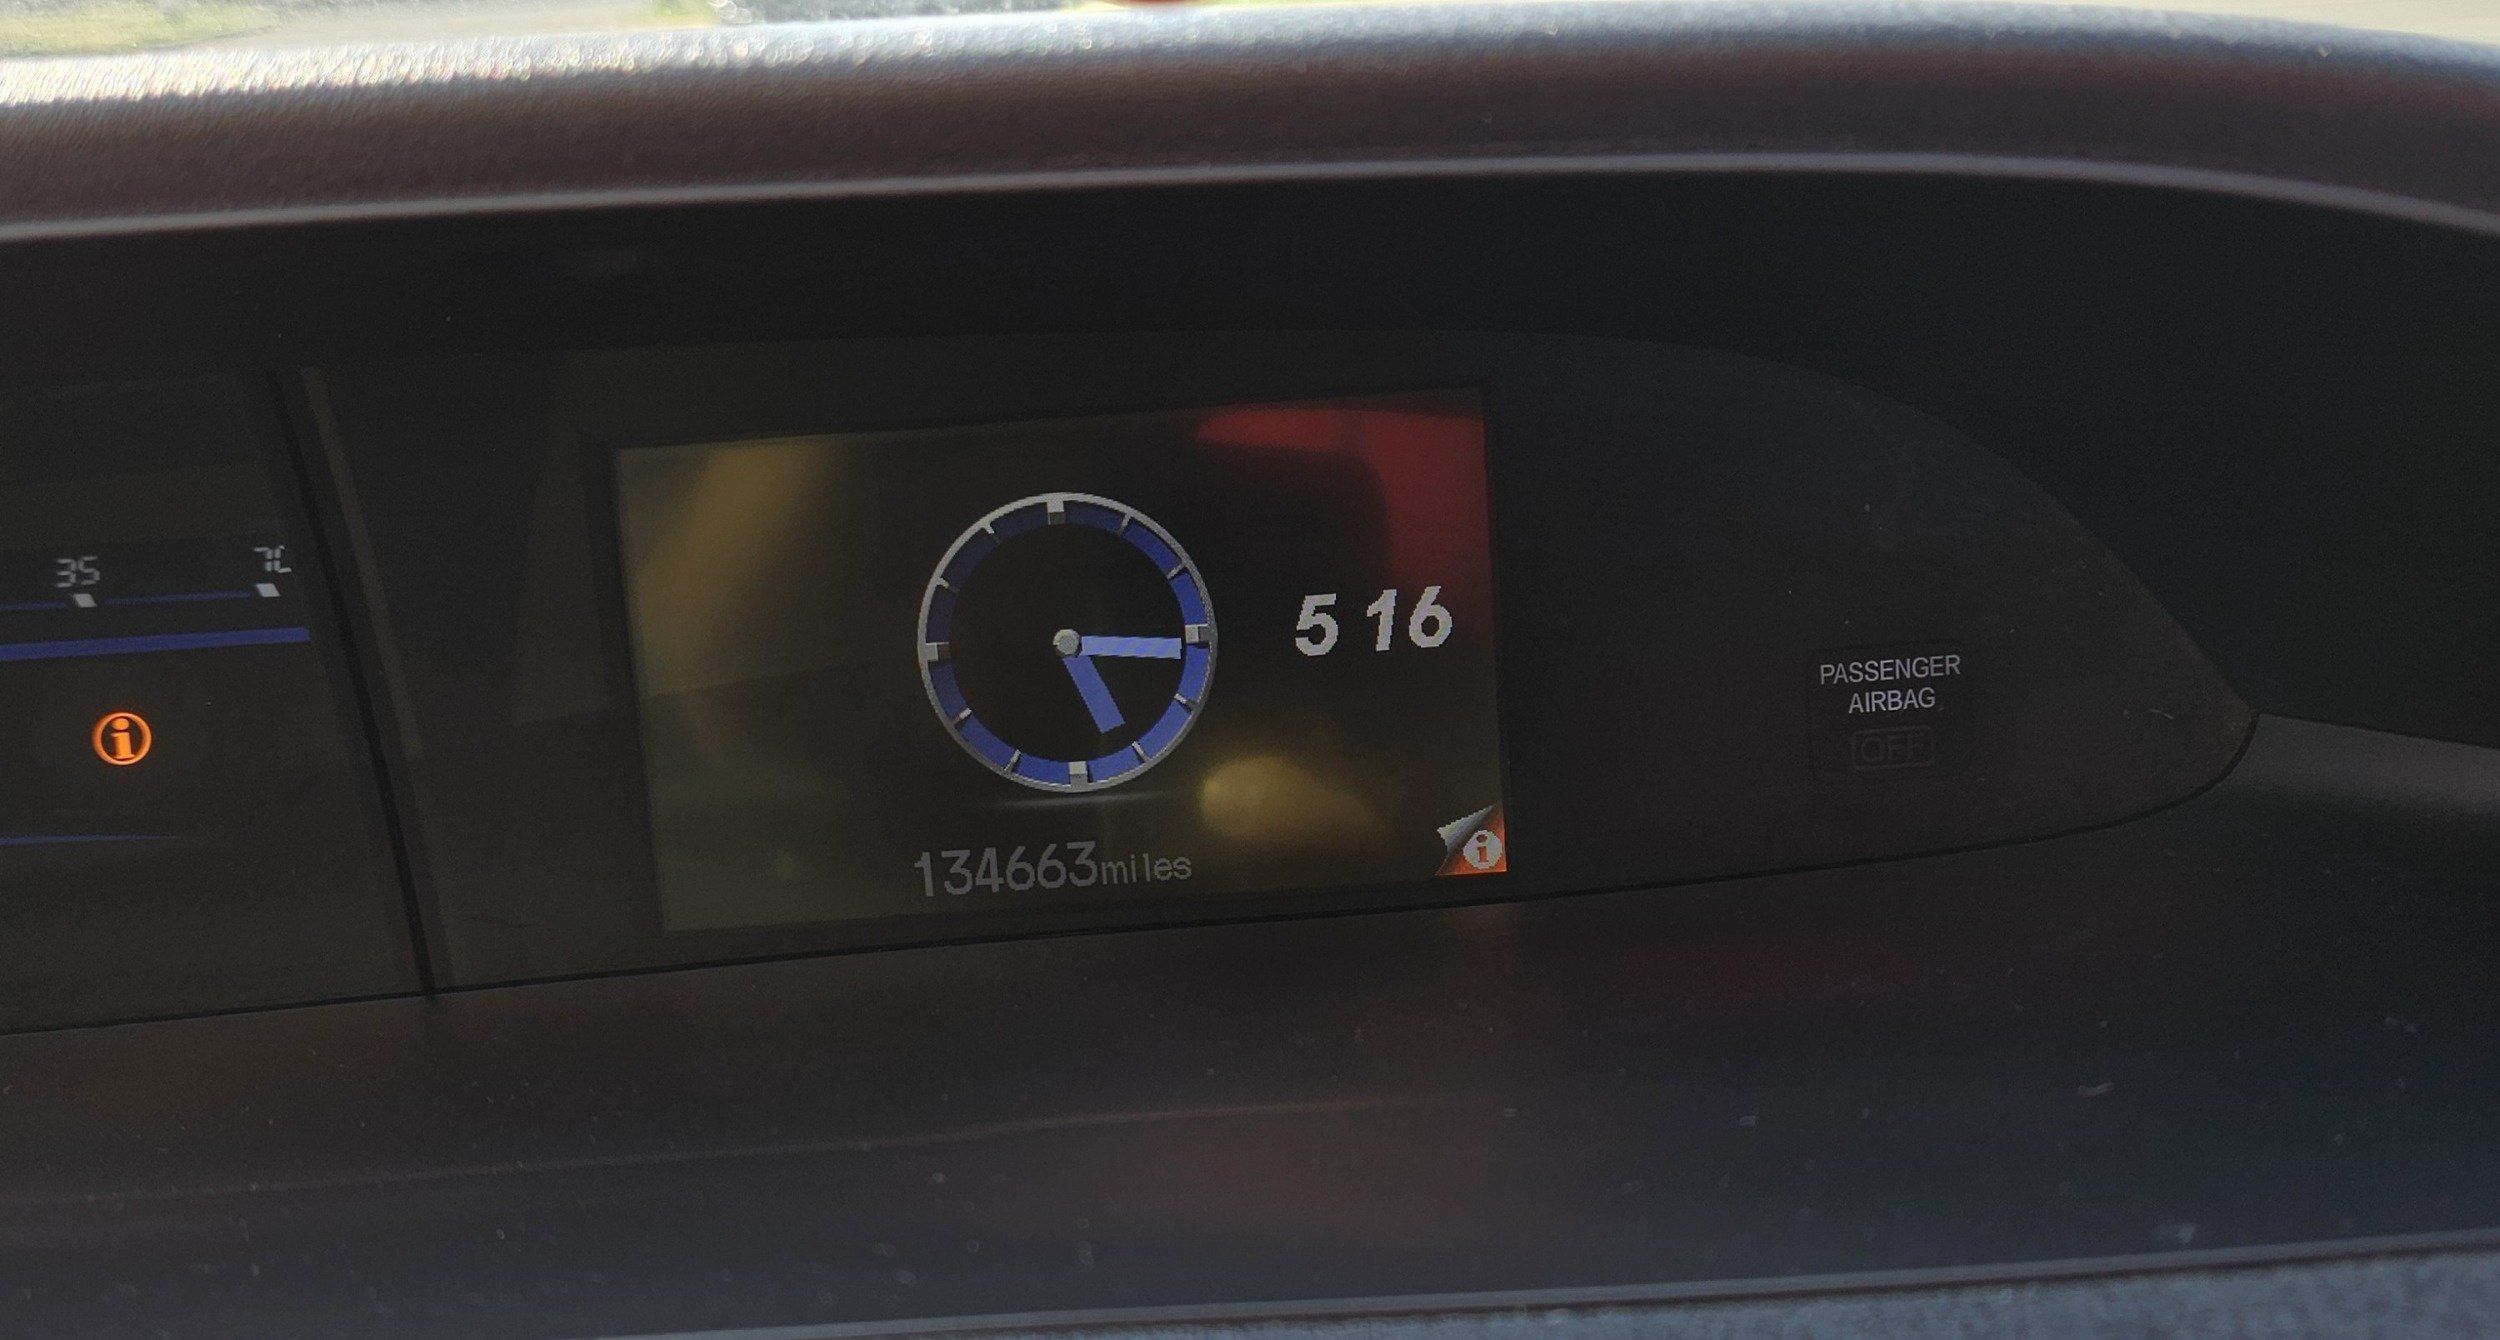 35
5 16
134663miles
PASSENGER
AIRBAG
OFF